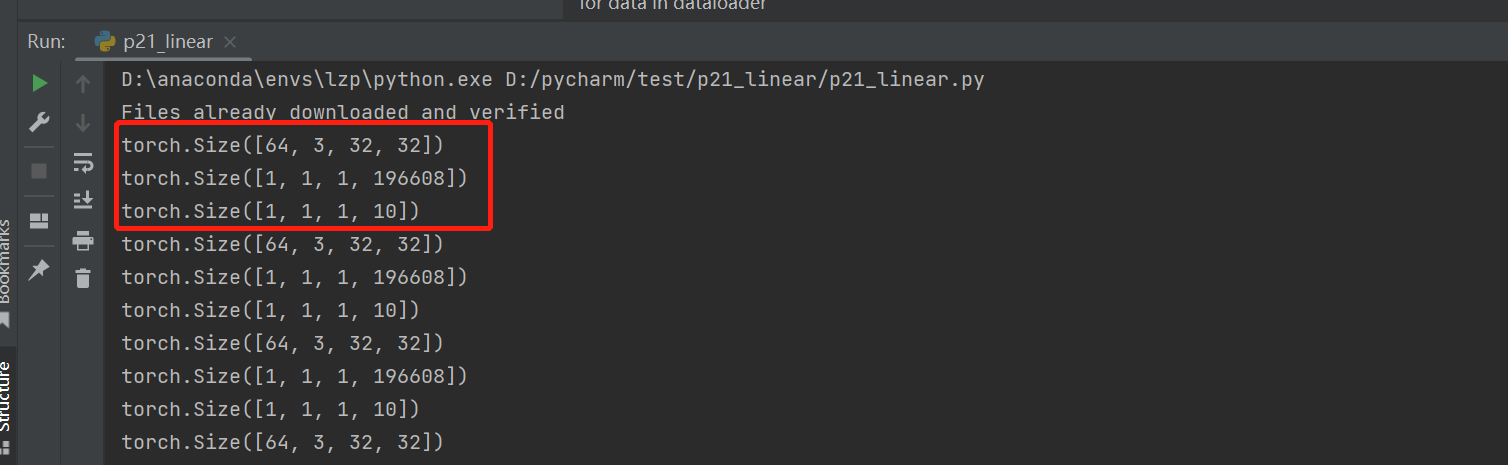 for data in dataloader
Run: p21_linear
D:\anaconda\envs\lzp\python.exe D:/pycharm/test/p21_linear/p21_linear.py
Files already downloaded and verified
torch.Size([64, 3, 32, 32])
torch.Size([1, 1, 1, 196608])
torch.Size([1, 1, 1, 10])
torch.Size([64, 3, 32, 32])
torch.Size([1, 1, 1, 196608])
torch.Size([1, 1, 1, 10])
torch.Size([64, 3, 32, 32])
torch.Size([1, 1, 1, 196608])
torch.Size([1, 1, 1, 10])
torch.Size([64, 3, 32, 32])
Bookmarks
Structure